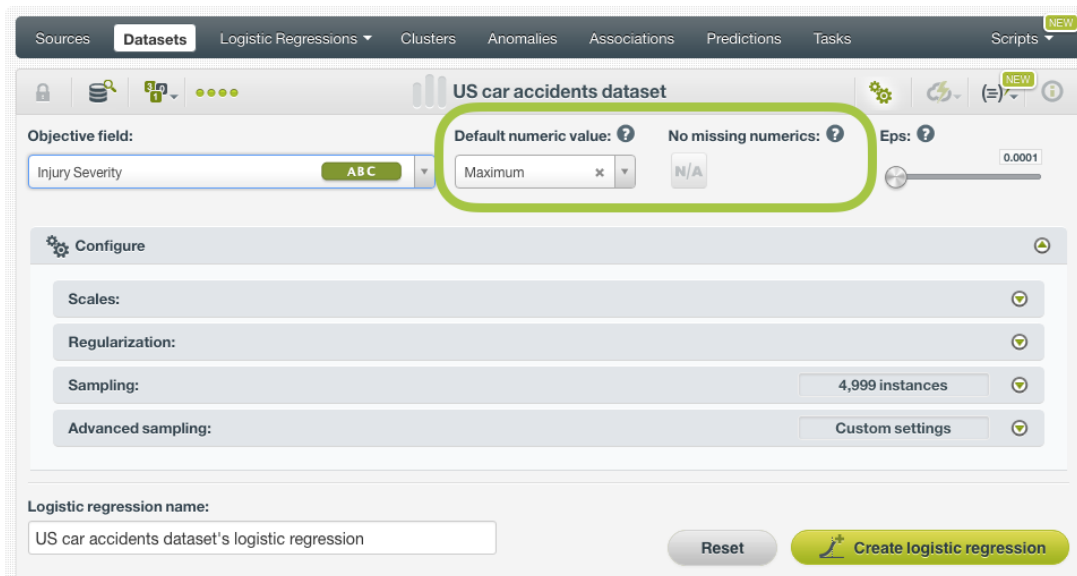 Sources Datasets Logistic Regressions Clusters Anomalies Associations Predictions Tasks Scripts NEW
US car accidents dataset (=) NEW
Objective field: Default numeric value: ? No missing numerics: ? Eps: ?
Injury Severity ABC Maximum × N/A 0.0001
Configure
Scales:
Regularization:
Sampling: 4,999 instances
Advanced sampling: Custom settings
Logistic regression name:
US car accidents dataset's logistic regression
Reset Create logistic regression